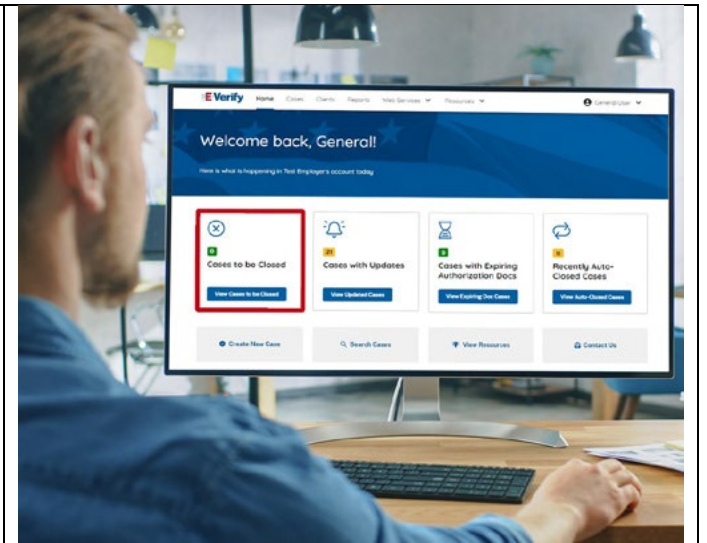 E Verify Home Cases Clients Reports Web Services Resources General User
Welcome back, General!
Here is what is happening in Test Employer's account today
Cases to be Closed
View Cases to be Closed
21
Cases with Updates
View Updated Cases
Cases with Expiring
Authorization Docs
View Expiring Doc Cases
Recently Auto-
Closed Cases
View Auto-Closed Cases
Create New Case
Search Cases
View Resources
Contact Us